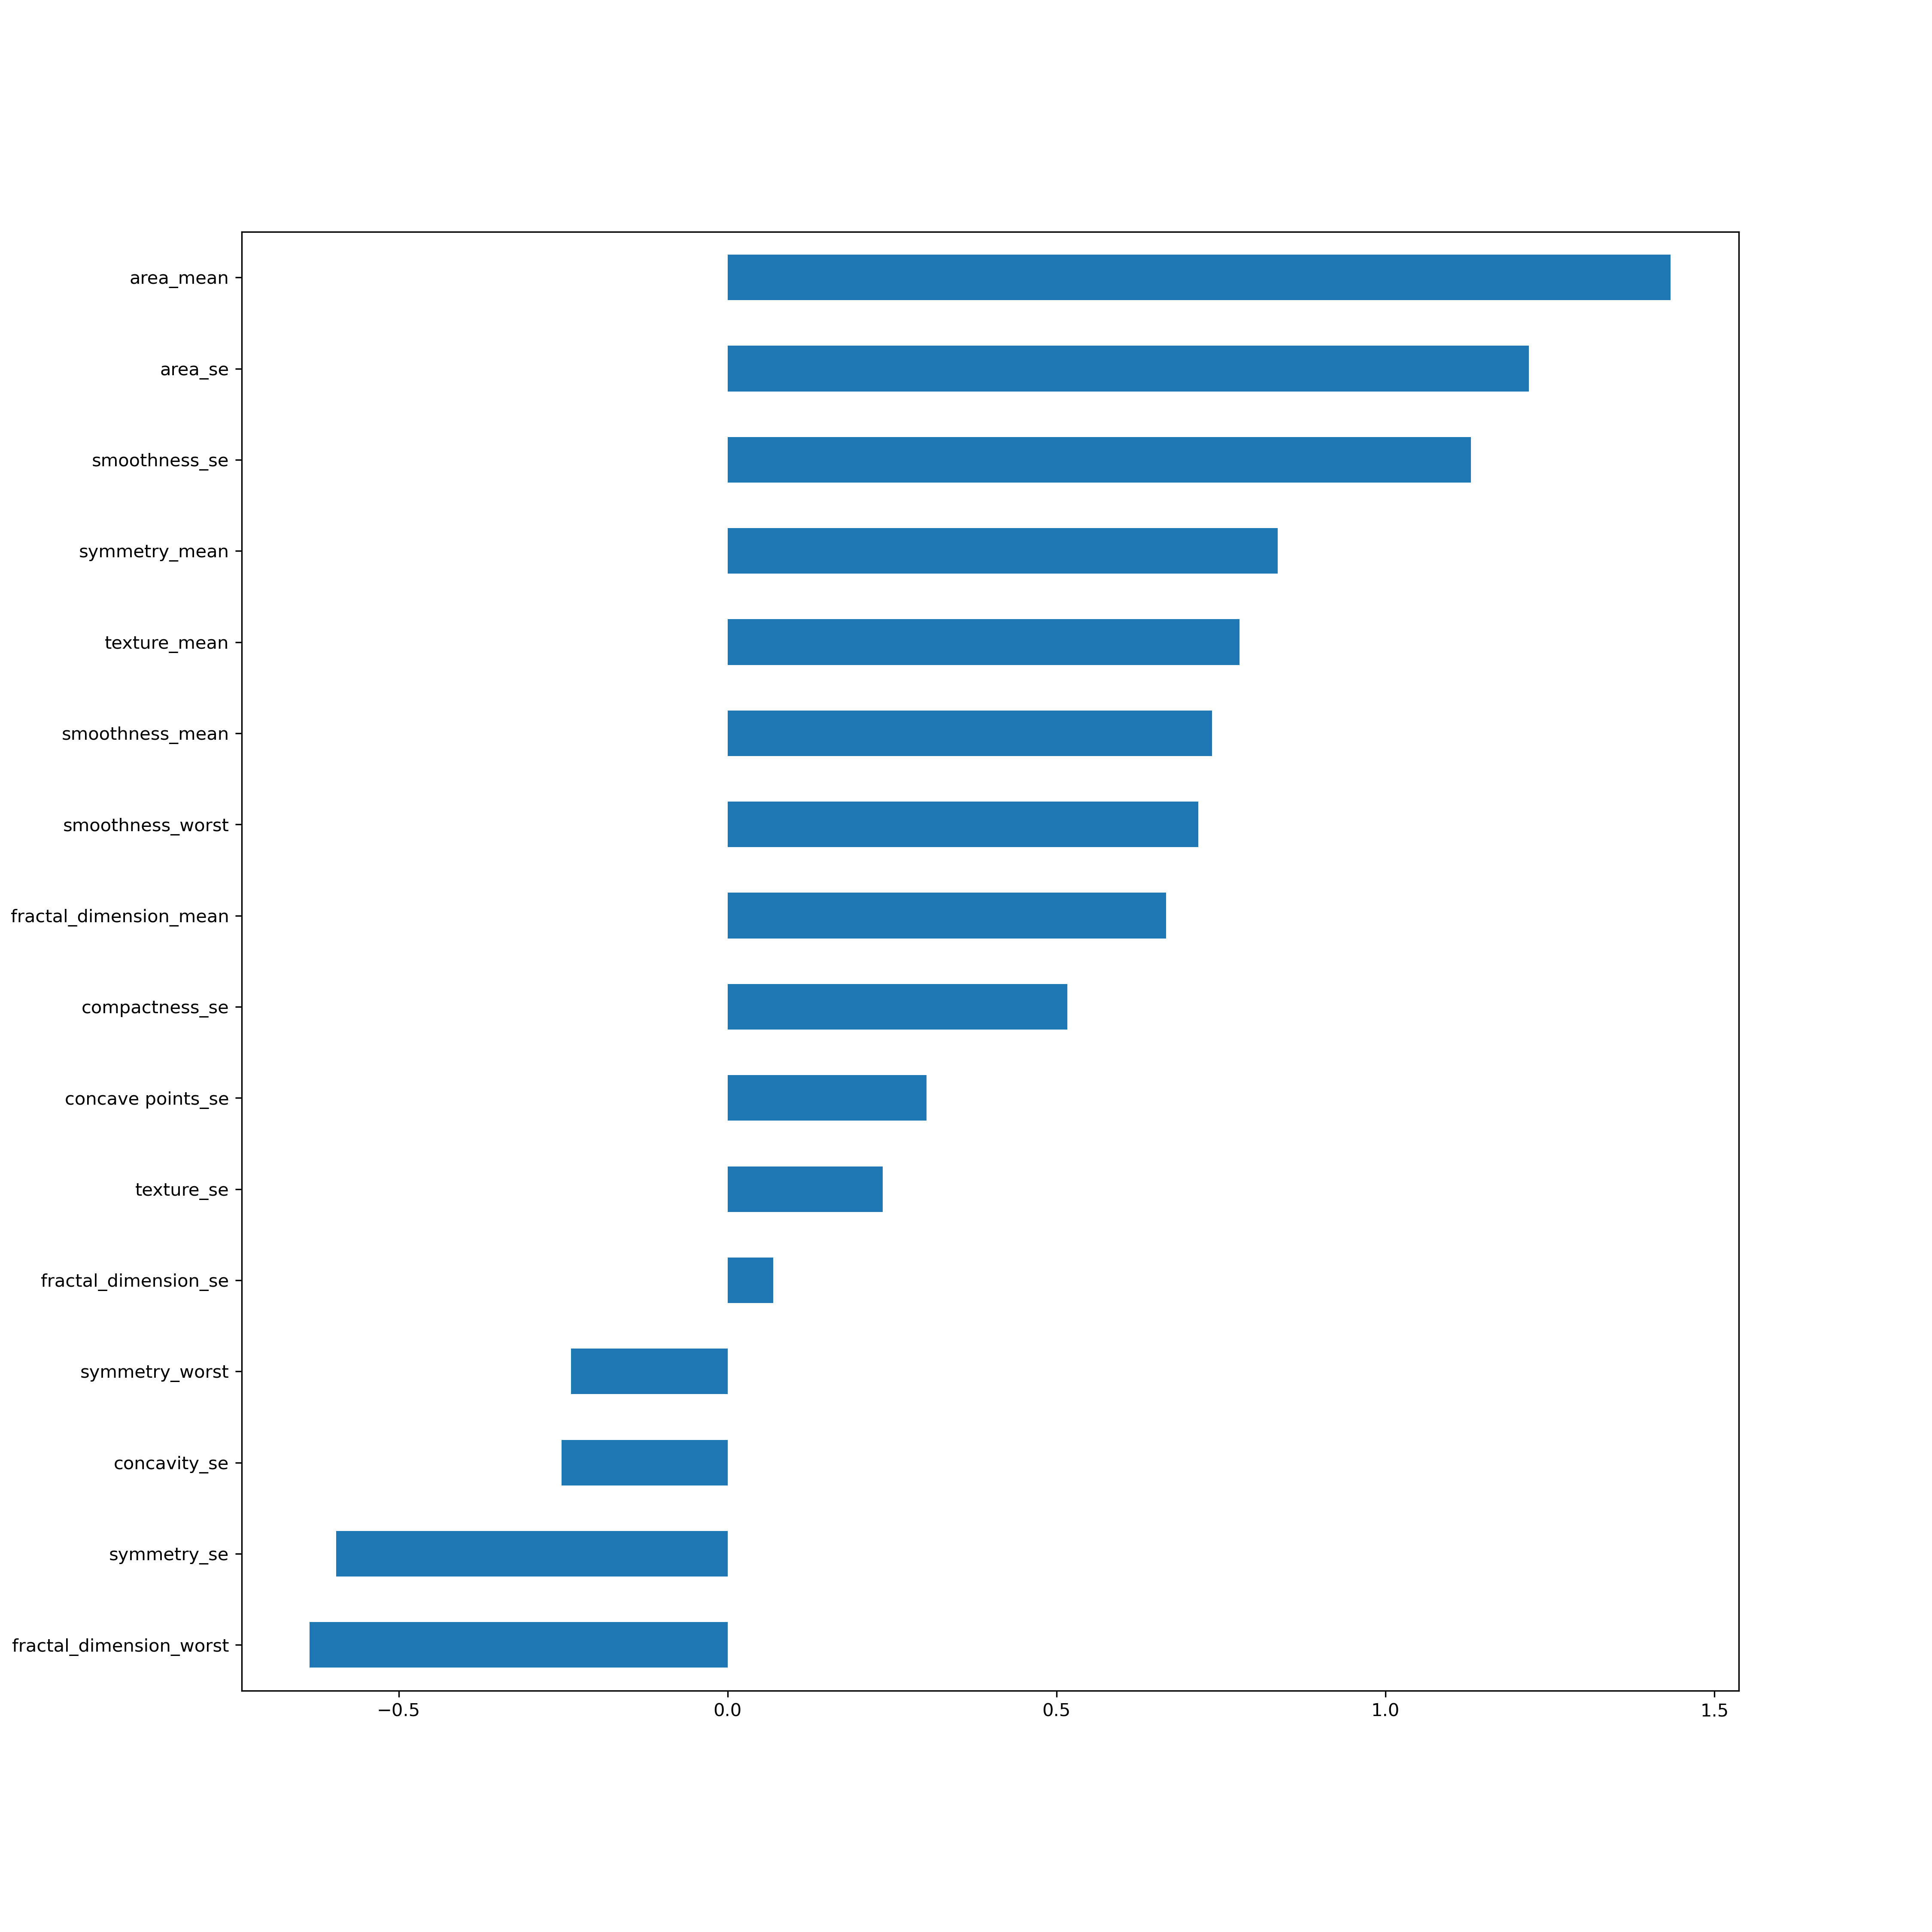 area_mean
area_se
smoothness_se
symmetry_mean
texture_mean
smoothness_mean
smoothness_worst
fractal_dimension_mean
compactness_se
concave points_se
texture_se
fractal_dimension_se
symmetry_worst
concavity_se
symmetry_se
fractal_dimension_worst
−0.5 0.0 0.5 1.0 1.5